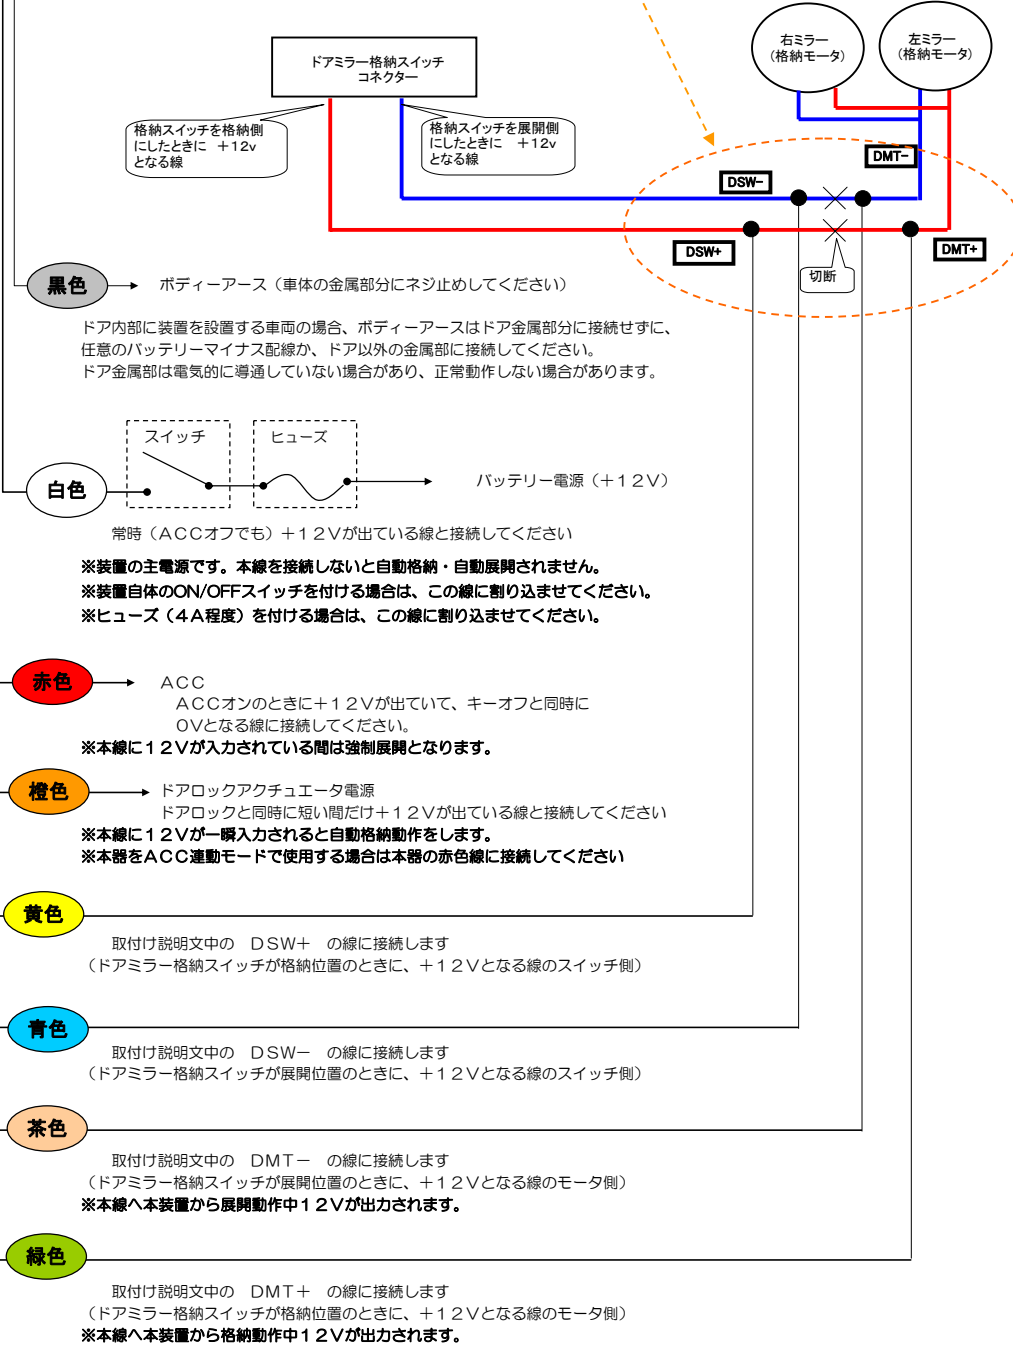 右ミラー
(格納モータ)
左ミラー
(格納モータ)
ドアミラー格納スイッチ
コネクター
格納スイッチを格納側
にしたときに　+12v
となる線
格納スイッチを展開側
にしたときに　+12v
となる線
DMT-
DSW-
DSW+
DMT+
切断
黒色
ボディーアース（車体の金属部分にネジ止めしてください）
ドア内部に装置を設置する車両の場合、ボディーアースはドア金属部分に接続せずに、
任意のバッテリーマイナス配線か、ドア以外の金属部に接続してください。
ドア金属部は電気的に導通していない場合があり、正常動作しない場合があります。
スイッチ
ヒューズ
白色
バッテリー電源（＋１２Ｖ）
常時（ＡＣＣオフでも）＋１２Ｖが出ている線と接続してください
※装置の主電源です。本線を接続しないと自動格納・自動展開されません。
※装置自体のON/OFFスイッチを付ける場合は、この線に割り込ませてください。
※ヒューズ（４Ａ程度）を付ける場合は、この線に割り込ませてください。
赤色
ＡＣＣ
ＡＣＣオンのときに＋１２Ｖが出ていて、キーオフと同時に
０Ｖとなる線に接続してください。
※本線に１２Ｖが入力されている間は強制展開となります。
橙色
ドアロックアクチュエータ電源
ドアロックと同時に短い間だけ＋１２Ｖが出ている線と接続してください
※本線に１２Ｖが一瞬入力されると自動格納動作をします。
※本器をＡＣＣ連動モードで使用する場合は本器の赤色線に接続してください
黄色
取付け説明文中の　ＤＳＷ＋　の線に接続します
（ドアミラー格納スイッチが格納位置のときに、＋１２Ｖとなる線のスイッチ側）
青色
取付け説明文中の　ＤＳＷ－　の線に接続します
（ドアミラー格納スイッチが展開位置のときに、＋１２Ｖとなる線のスイッチ側）
茶色
取付け説明文中の　ＤＭＴ－　の線に接続します
（ドアミラー格納スイッチが展開位置のときに、＋１２Ｖとなる線のモータ側）
※本線へ本装置から展開動作中１２Ｖが出力されます。
緑色
取付け説明文中の　ＤＭＴ＋　の線に接続します
（ドアミラー格納スイッチが格納位置のときに、＋１２Ｖとなる線のモータ側）
※本線へ本装置から格納動作中１２Ｖが出力されます。